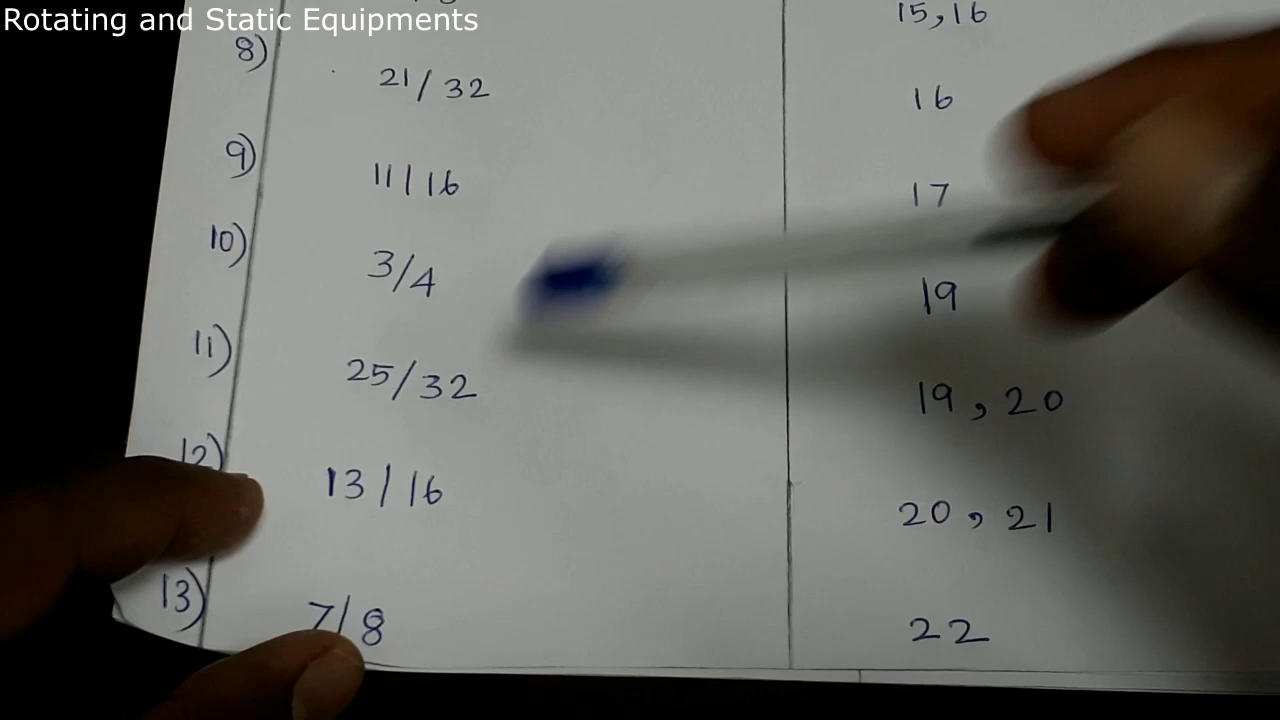 Rotating and Static Equipments
15,16
8) 21/32 16
9) 11/16 17
10) 3/4 19
11) 25/32 19,20
12) 13/16 20,21
13) 7/8 22